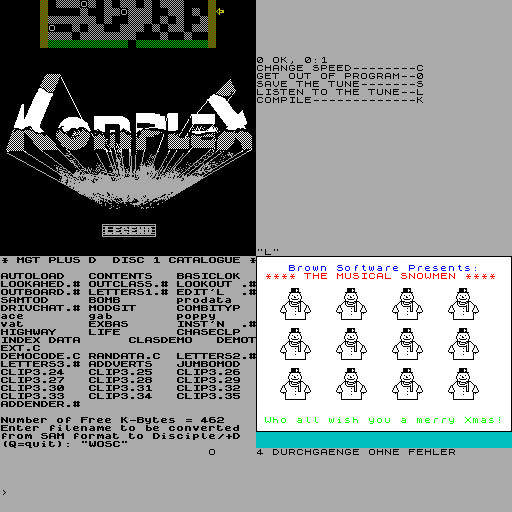 KOMPLEX
LEGEND
0 OK, 0:1
CHANGE SPEED--------C
GET OUT OF PROGRAM--0
SAVE THE TUNE-------S
LISTEN TO THE TUNE--L
COMPILE-------------K
"L"
* MGT PLUS D  DISC 1 CATALOGUE *
AUTOLOAD   CONTENTS   BASICLOK
LOOKAMED.# OUTCLASS.# LOOKOUT .#
OUTBOARD.# LETTERS1.# EDIT'L  .#
SAMTOD     BOMB       prodata
DRIVCHAT.# MODGIT     COMBITYP
ace        gab        poppy
vat        EXBAS      INST'N  .#
HIGHWAY    LIFE       CHASECLP
INDEX DATA      CLASDEMO   DEMOT
EXT.C
DEMOCODE.C RANDATA.C  LETTERS2.#
LETTERS3.# ADDVERTS   JUMBOMOD
CLIP3.24   CLIP3.25   CLIP3.26
CLIP3.27   CLIP3.28   CLIP3.29
CLIP3.30   CLIP3.31   CLIP3.32
CLIP3.33   CLIP3.34   CLIP3.35
ADDENDER.#
Number of Free K-Bytes = 462
Enter filename to be converted
from SAM format to Disciple/+D
(Q=quit): "WOSC"
>
Brown Software Presents:
**** THE MUSICAL SNOWMEN ****
Who all wish you a merry Xmas!
O     4 DURCHGAENGE OHNE FEHLER